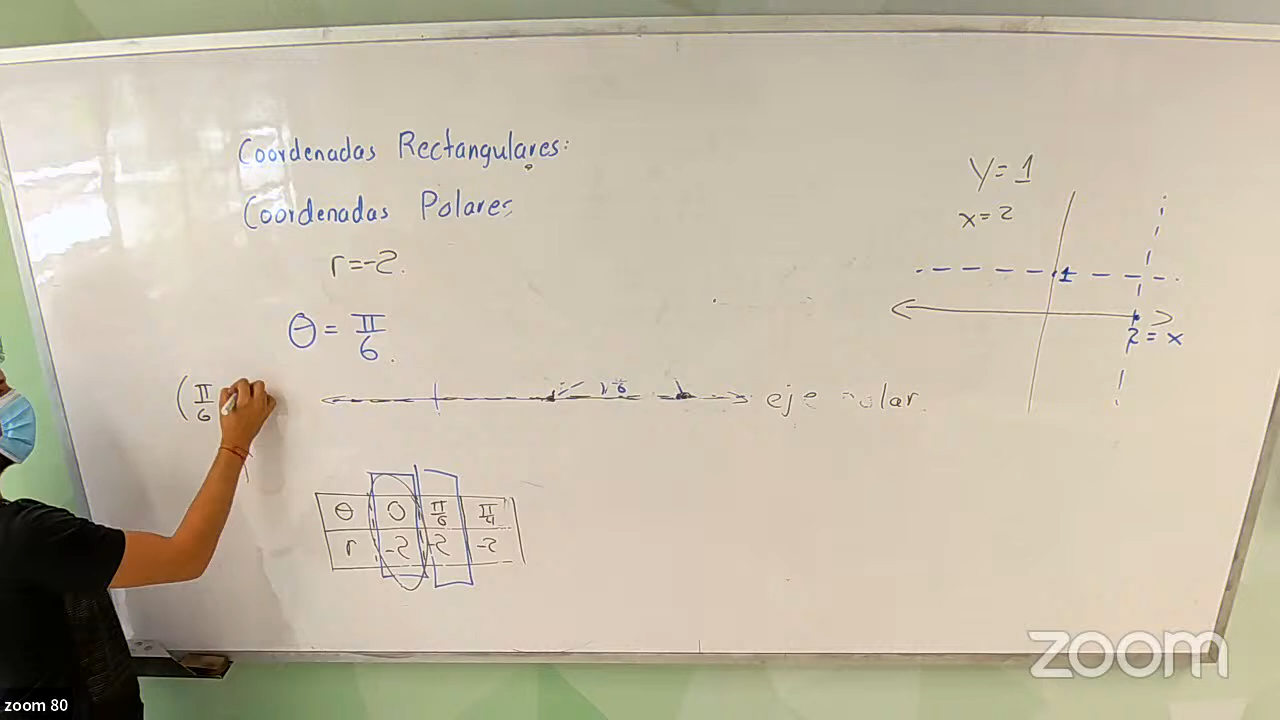 Coordenadas Rectangulares:
Coordenadas Polares
r=-2.
θ = π/6.
(π/6
eje polar.
θ 0 π/6 π/4
r -2 -2 -2
y=1
x=2
1
2 = x
zoom
zoom 80